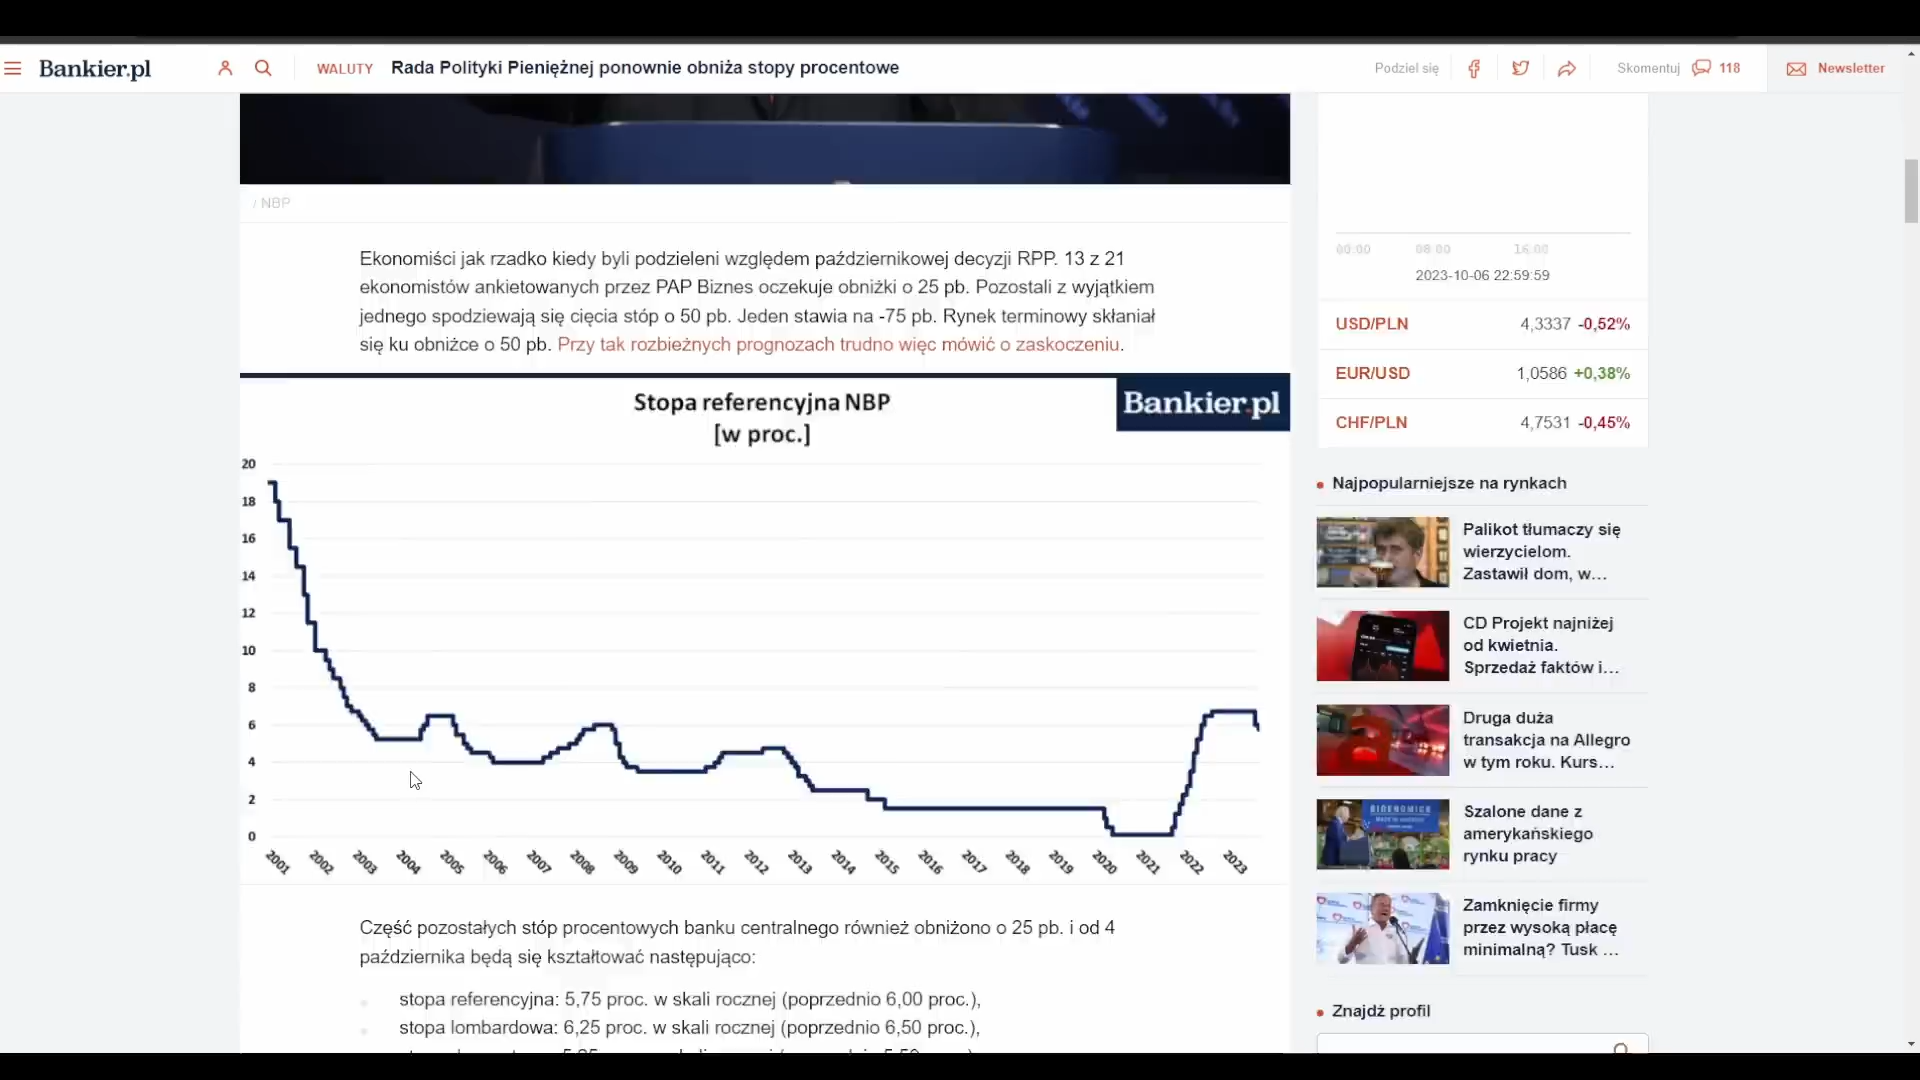 Bankier.pl
WALUTY Rada Polityki Pieniężnej ponownie obniża stopy procentowe
Podziel się
Skomentuj 118
Newsletter
/ NBP
Ekonomiści jak rzadko kiedy byli podzieleni względem październikowej decyzji RPP. 13 z 21
ekonomistów ankietowanych przez PAP Biznes oczekuje obniżki o 25 pb. Pozostali z wyjątkiem
jednego spodziewają się cięcia stóp o 50 pb. Jeden stawia na -75 pb. Rynek terminowy skłaniał
się ku obniżce o 50 pb. Przy tak rozbieżnych prognozach trudno więc mówić o zaskoczeniu.
Stopa referencyjna NBP
[w proc.]
Bankier.pl
20
18
16
14
12
10
8
6
4
2
0
2001 2002 2003 2004 2005 2006 2007 2008 2009 2010 2011 2012 2013 2014 2015 2016 2017 2018 2019 2020 2021 2022 2023
Część pozostałych stóp procentowych banku centralnego również obniżono o 25 pb. i od 4
października będą się kształtować następująco:
stopa referencyjna: 5,75 proc. w skali rocznej (poprzednio 6,00 proc.),
stopa lombardowa: 6,25 proc. w skali rocznej (poprzednio 6,50 proc.),
00:00 08:00 16:00
2023-10-06 22:59:59
USD/PLN 4,3337 -0,52%
EUR/USD 1,0586 +0,38%
CHF/PLN 4,7531 -0,45%
Najpopularniejsze na rynkach
Palikot tłumaczy się
wierzycielom.
Zastawił dom, w...
CD Projekt najniżej
od kwietnia.
Sprzedaż faktów i...
Druga duża
transakcja na Allegro
w tym roku. Kurs...
BIDENOMICS
Szalone dane z
amerykańskiego
rynku pracy
Zamknięcie firmy
przez wysoką płacę
minimalną? Tusk ...
Znajdź profil